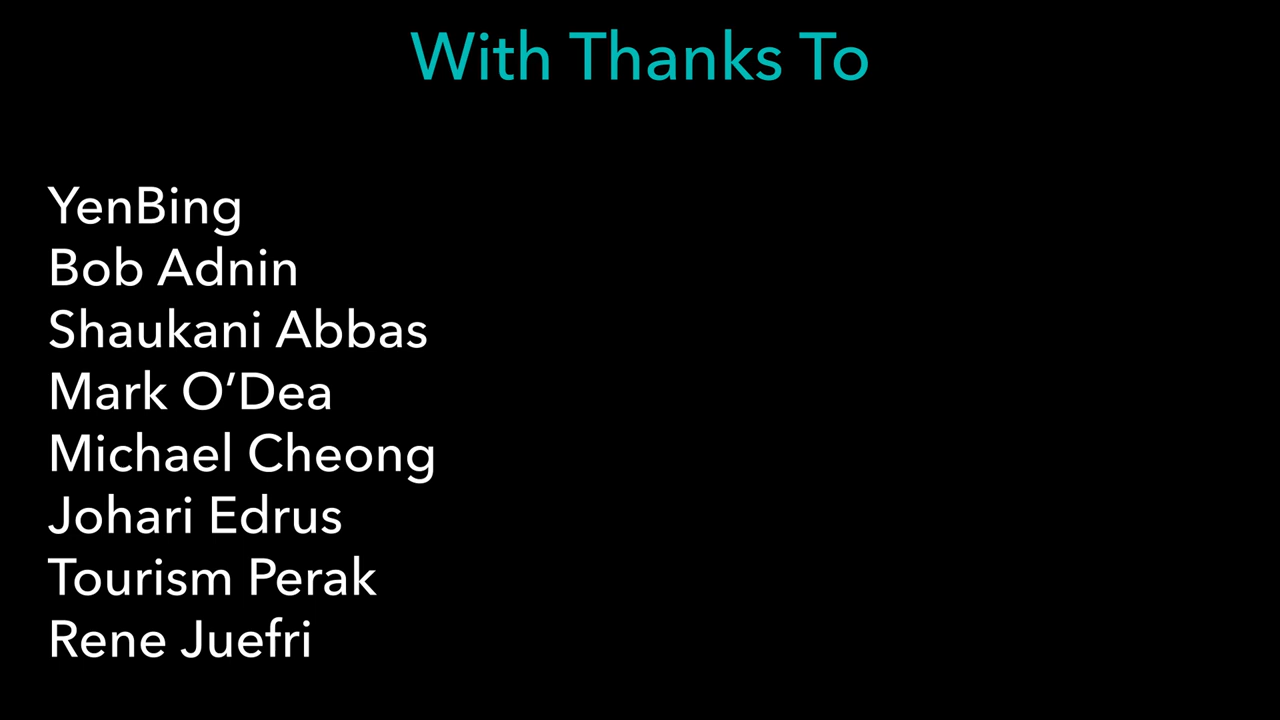 With Thanks To
YenBing
Bob Adnin
Shaukani Abbas
Mark O’Dea
Michael Cheong
Johari Edrus
Tourism Perak
Rene Juefri